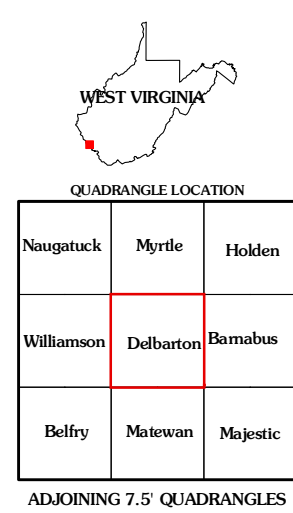 WEST VIRGINIA
QUADRANGLE LOCATION
Naugatuck Myrtle Holden
Williamson Delbarton Barnabus
Belfry Matewan Majestic
ADJOINING 7.5' QUADRANGLES